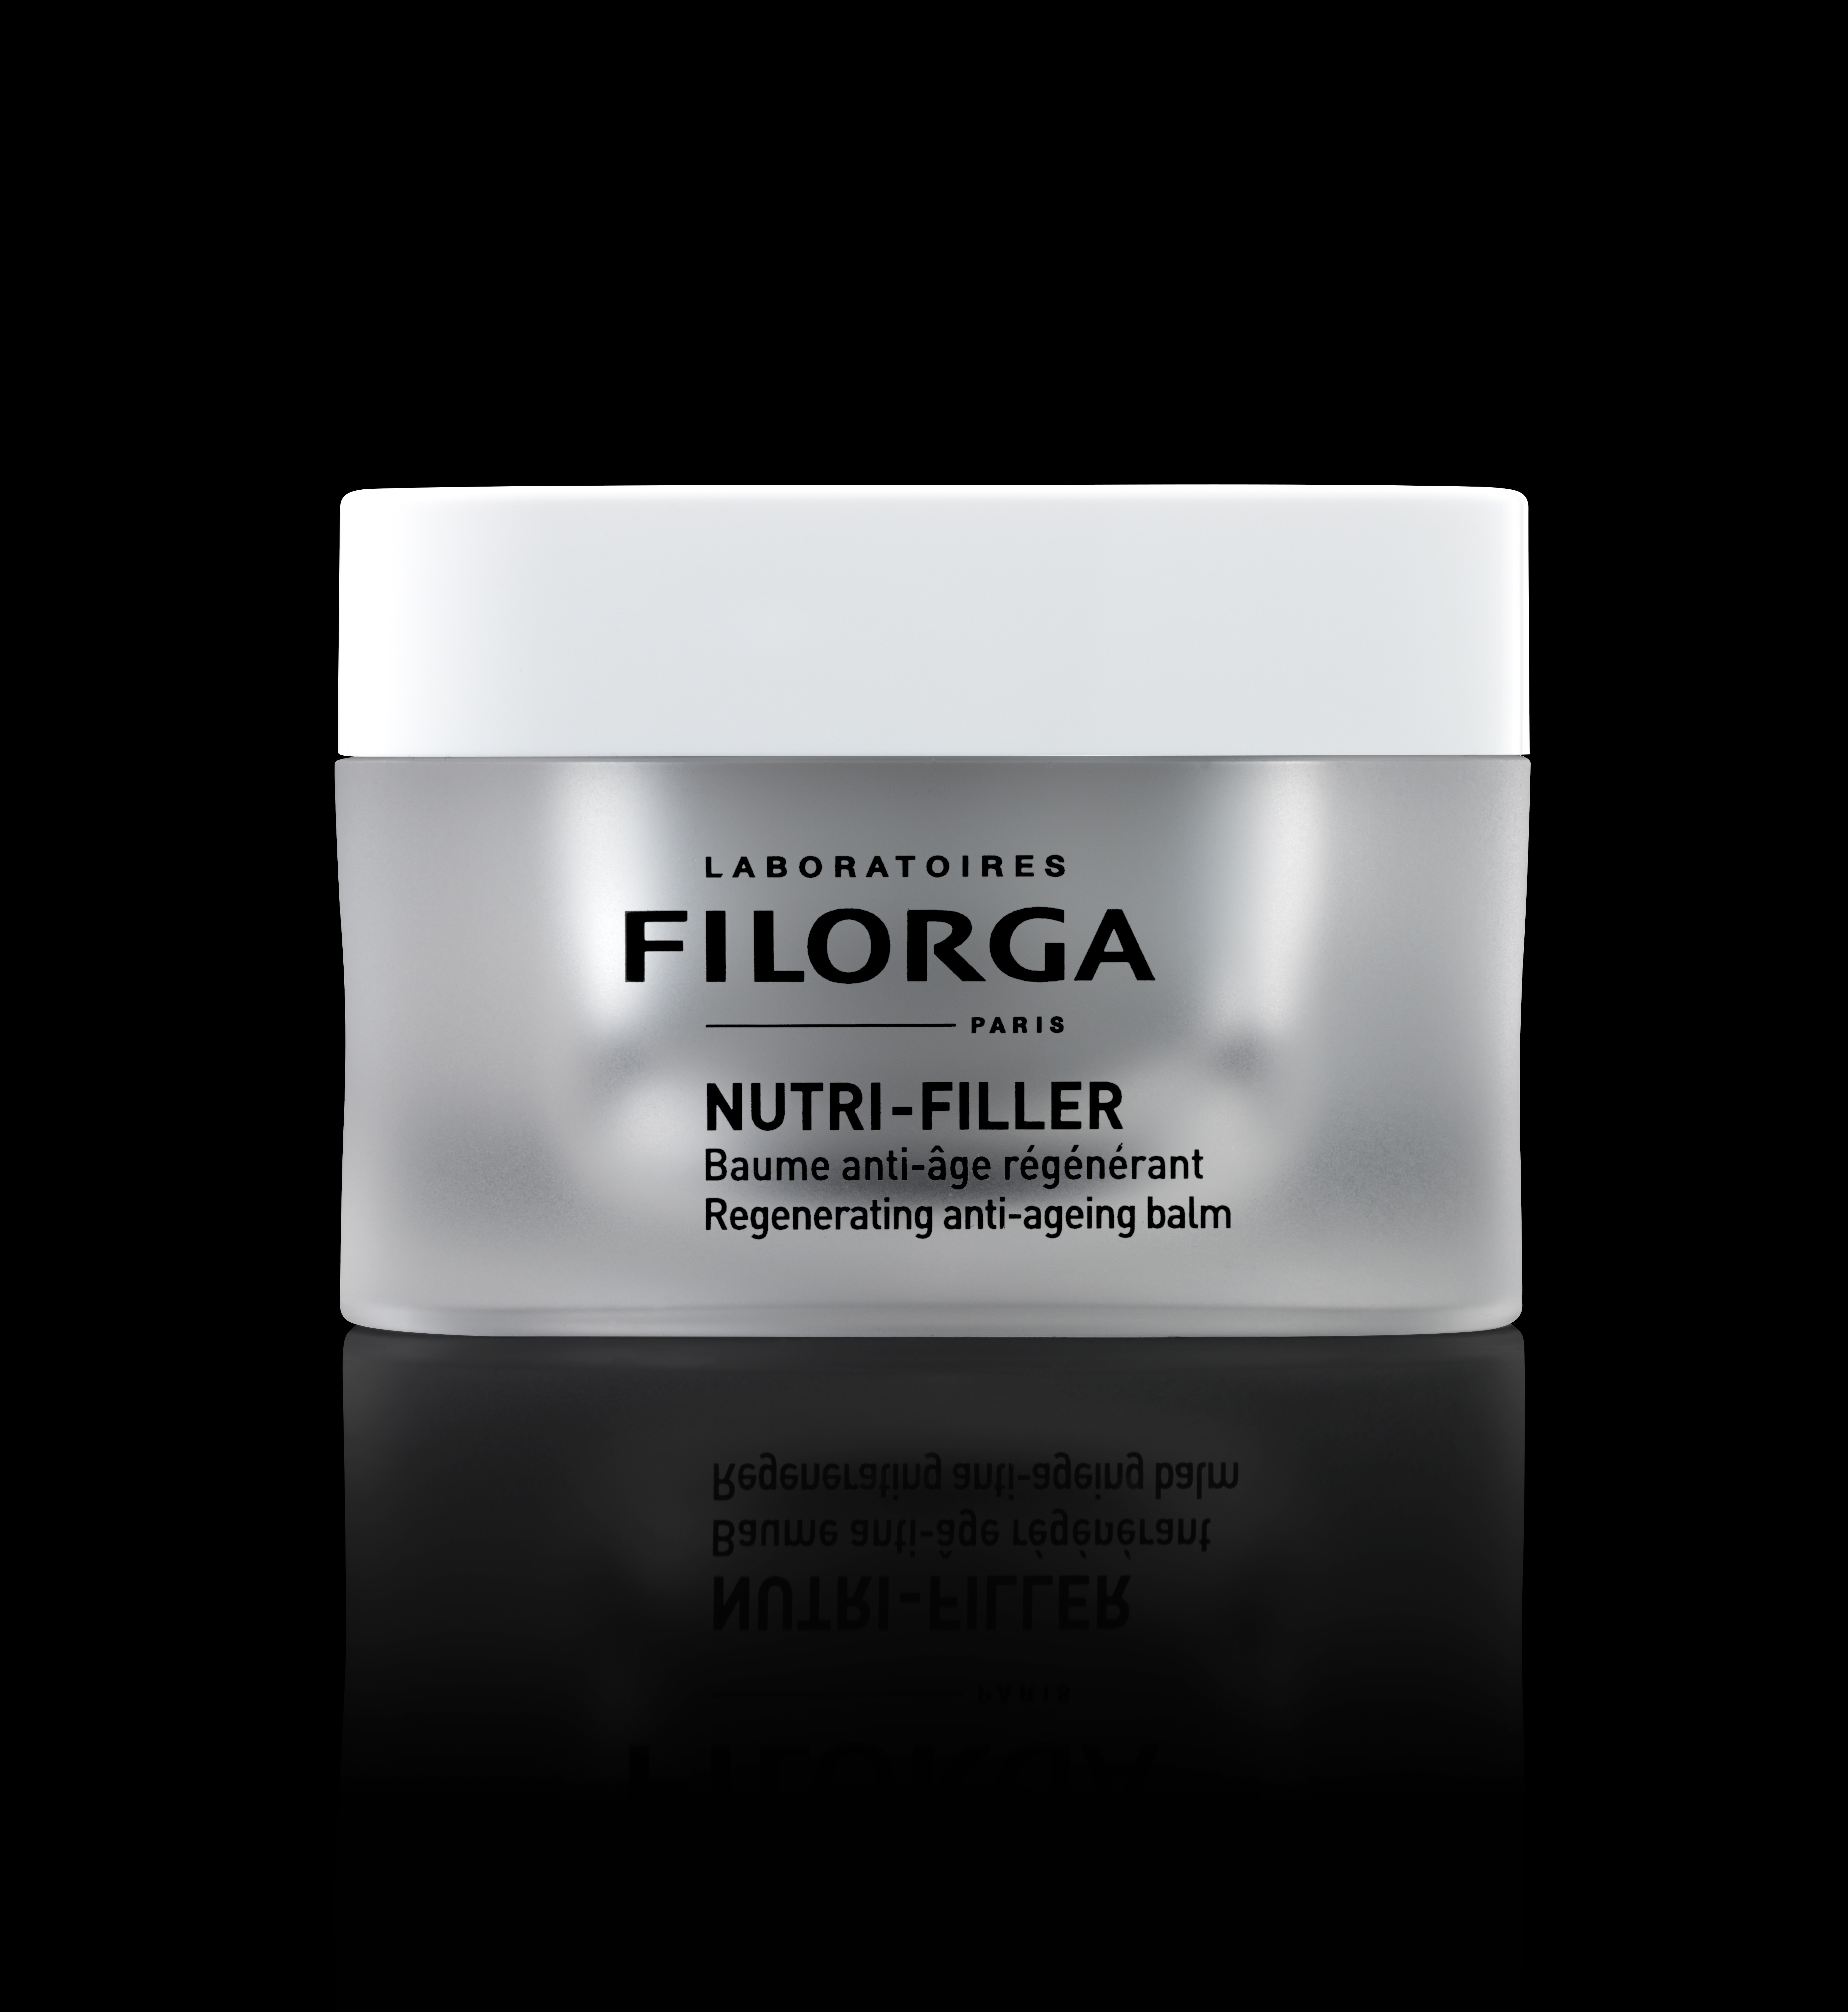 LABORATOIRES
FILORGA
PARIS
NUTRI-FILLER
Baume anti-âge régénérant
Regenerating anti-ageing balm